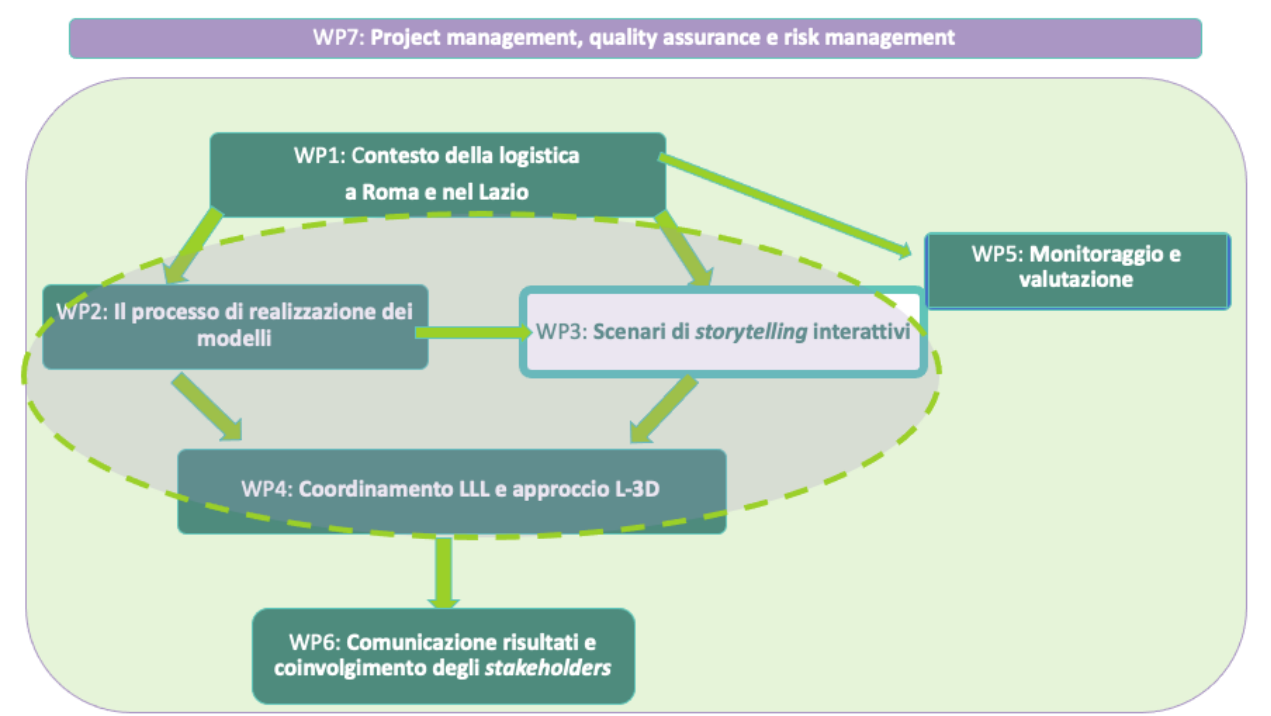 WP7: Project management, quality assurance e risk management
WP1: Contesto della logistica
a Roma e nel Lazio
WP5: Monitoraggio e
valutazione
WP2: Il processo di realizzazione dei
modelli
WP3: Scenari di storytelling interattivi
WP4: Coordinamento LLL e approccio L-3D
WP6: Comunicazione risultati e
coinvolgimento degli stakeholders